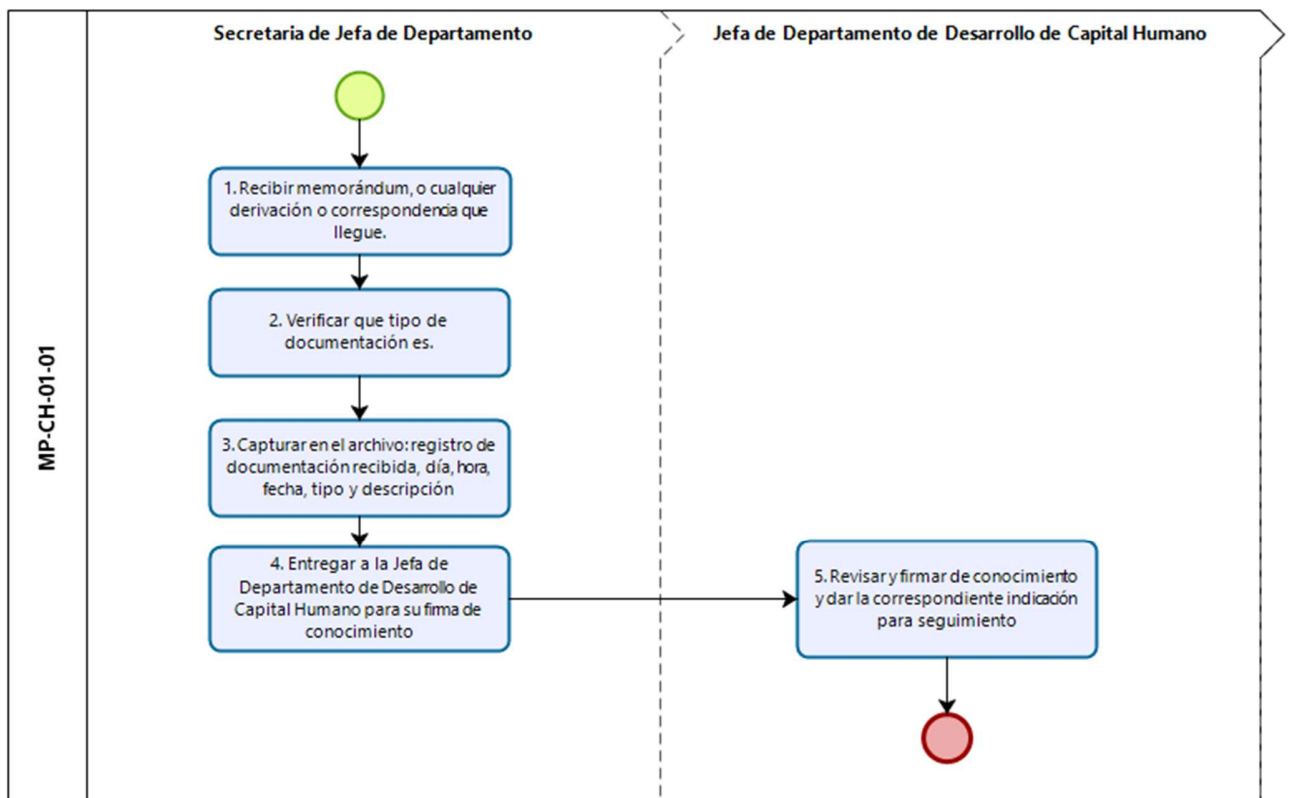 Secretaria de Jefa de Departamento
Jefa de Departamento de Desarrollo de Capital Humano
MP-CH-01-01
1. Recibir memorándum, o cualquier
derivación o correspondencia que
llegue.
2. Verificar que tipo de
documentación es.
3. Capturar en el archivo: registro de
documentación recibida, día, hora,
fecha, tipo y descripción
4. Entregar a la Jefa de
Departamento de Desarrollo de
Capital Humano para su firma de
conocimiento
5. Revisar y firmar de conocimiento
y dar la correspondiente indicación
para seguimiento